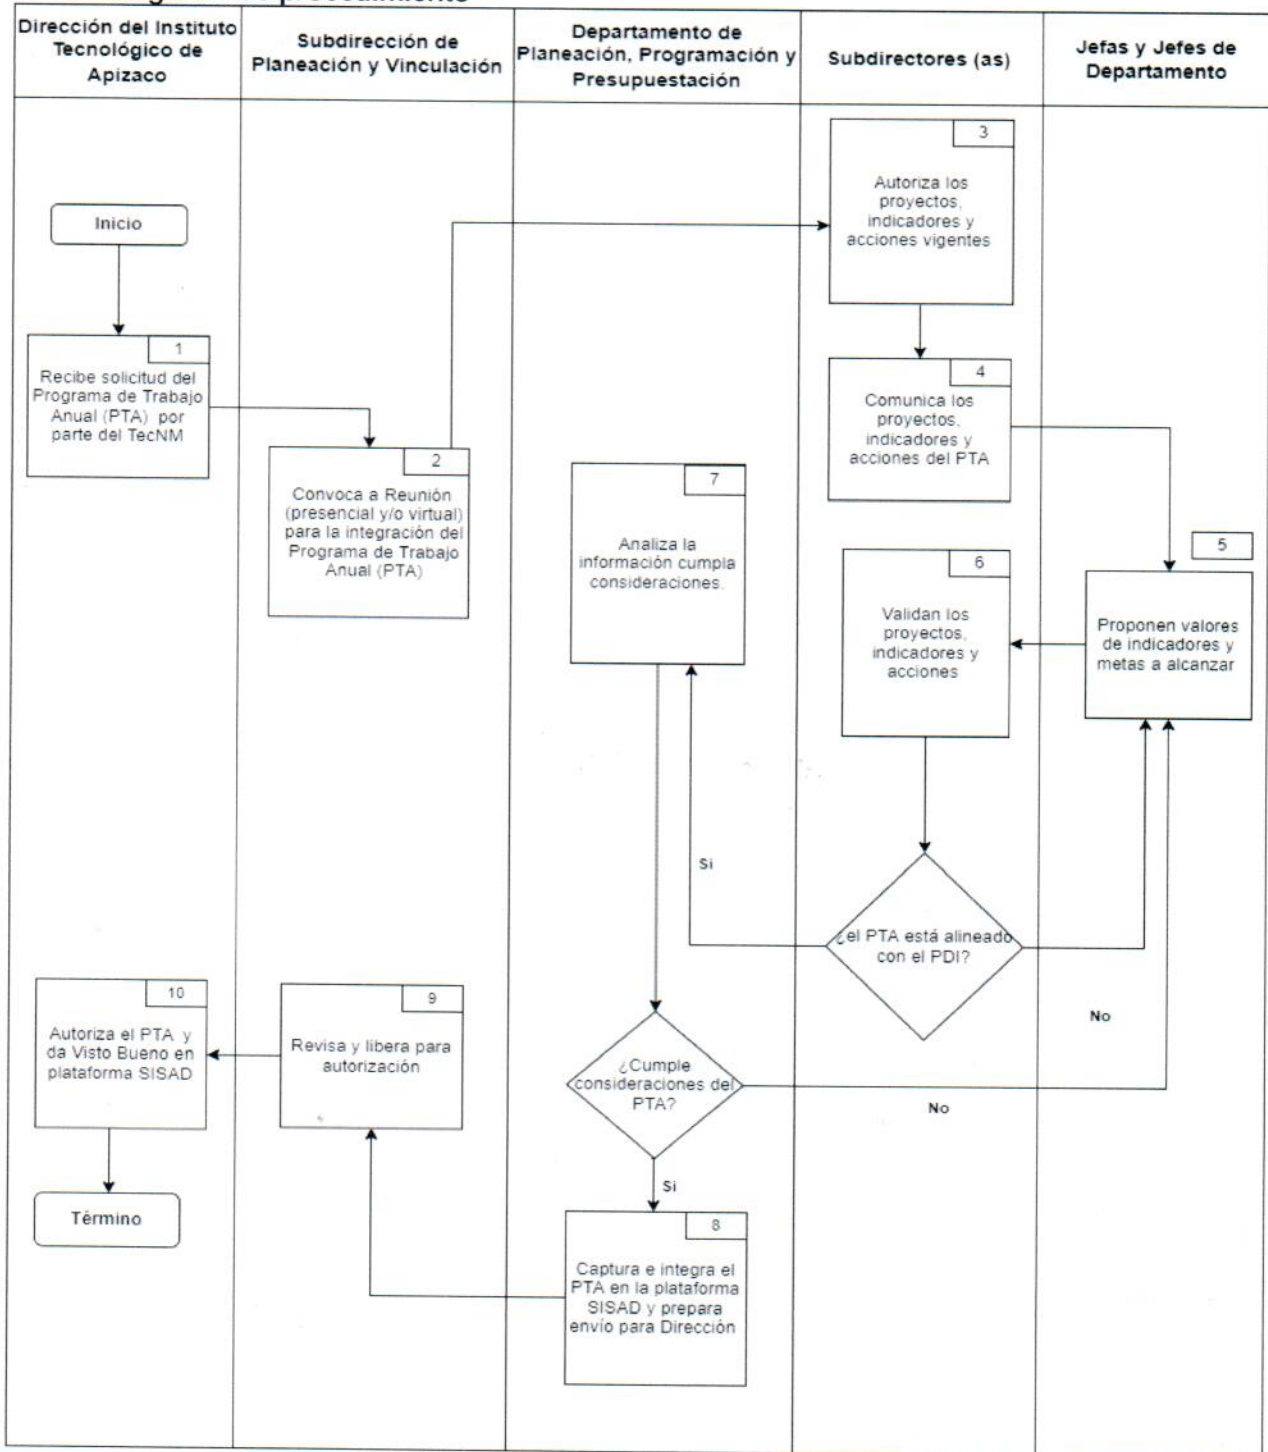 procedimiento
Dirección del Instituto
Tecnológico de
Apizaco
Subdirección de
Planeación y Vinculación
Departamento de
Planeación, Programación y
Presupuestación
Subdirectores (as)
Jefas y Jefes de
Departamento
Inicio
1
Recibe solicitud del
Programa de Trabajo
Anual (PTA) por
parte del TecNM
2
Convoca a Reunión
(presencial y/o virtual)
para la integración del
Programa de Trabajo
Anual (PTA)
3
Autoriza los
proyectos,
indicadores y
acciones vigentes
4
Comunica los
proyectos,
indicadores y
acciones del PTA
5
Proponen valores
de indicadores y
metas a alcanzar
6
Validan los
proyectos,
indicadores y
acciones
¿el PTA está alineado
con el PDI?
Si
No
7
Analiza la
información cumpla
consideraciones.
¿Cumple
consideraciones del
PTA?
No
Si
8
Captura e integra el
PTA en la plataforma
SISAD y prepara
envío para Dirección
9
Revisa y libera para
autorización
10
Autoriza el PTA y
da Visto Bueno en
plataforma SISAD
Término